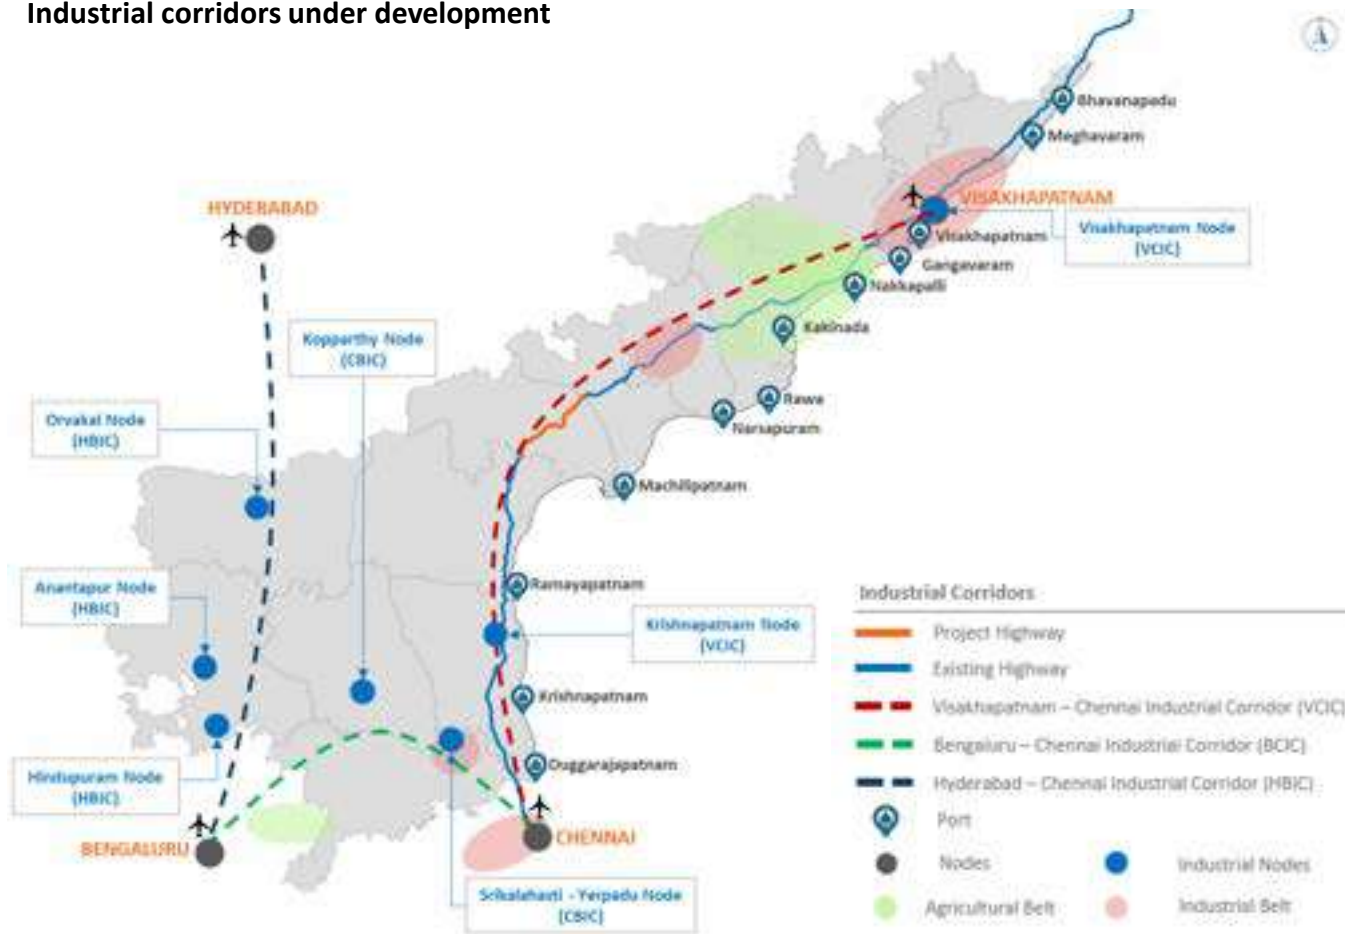 Industrial corridors under development
Bhavanapadu
Meghavaram
HYDERABAD
VISAKHAPATNAM
Visakhapatnam Node
(VCIC)
Visakhapatnam
Gangavaram
Nakkapalli
Kakinada
Kopparthy Node
(CBIC)
Orvakal Node
(HBIC)
Rawa
Narsapuram
Machilipatnam
Anantapur Node
(HBIC)
Ramayapatnam
Krishnapatnam Node
(VCIC)
Krishnapatnam
Duggarajapatnam
Hindupuram Node
(HBIC)
BENGALURU
CHENNAI
Srikalahasti - Yerpadu Node
(CBIC)
Industrial Corridors
Project Highway
Existing Highway
Visakhapatnam – Chennai Industrial Corridor (VCIC)
Bengaluru – Chennai Industrial Corridor (BCIC)
Hyderabad – Chennai Industrial Corridor (HBIC)
Port
Nodes
Industrial Nodes
Agricultural Belt
Industrial Belt